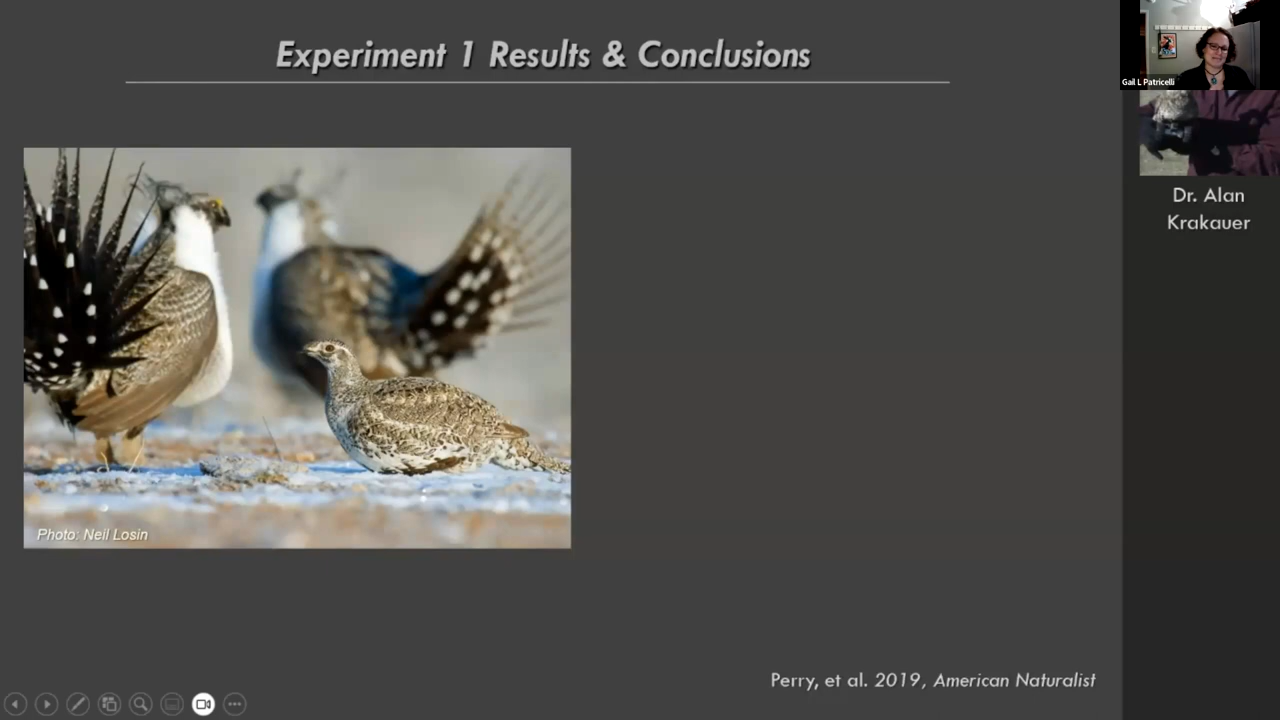 Experiment 1 Results & Conclusions
Gail L Patricelli
Dr. Alan
Krakauer
Photo: Neil Losin
Perry, et al. 2019, American Naturalist